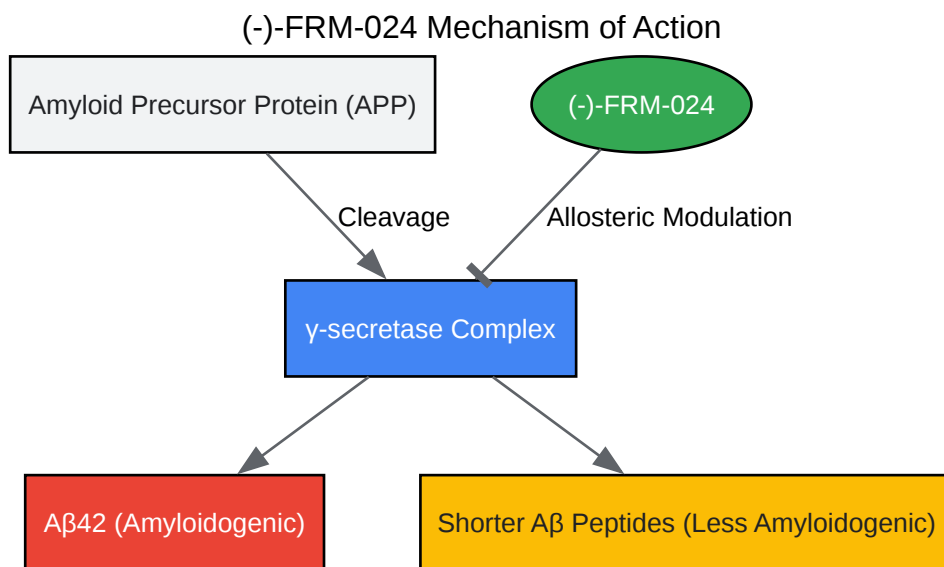 (-)-FRM-024 Mechanism of Action
Amyloid Precursor Protein (APP)
(-)-FRM-024
Cleavage
Allosteric Modulation
γ-secretase Complex
Aβ42 (Amyloidogenic)
Shorter Aβ Peptides (Less Amyloidogenic)